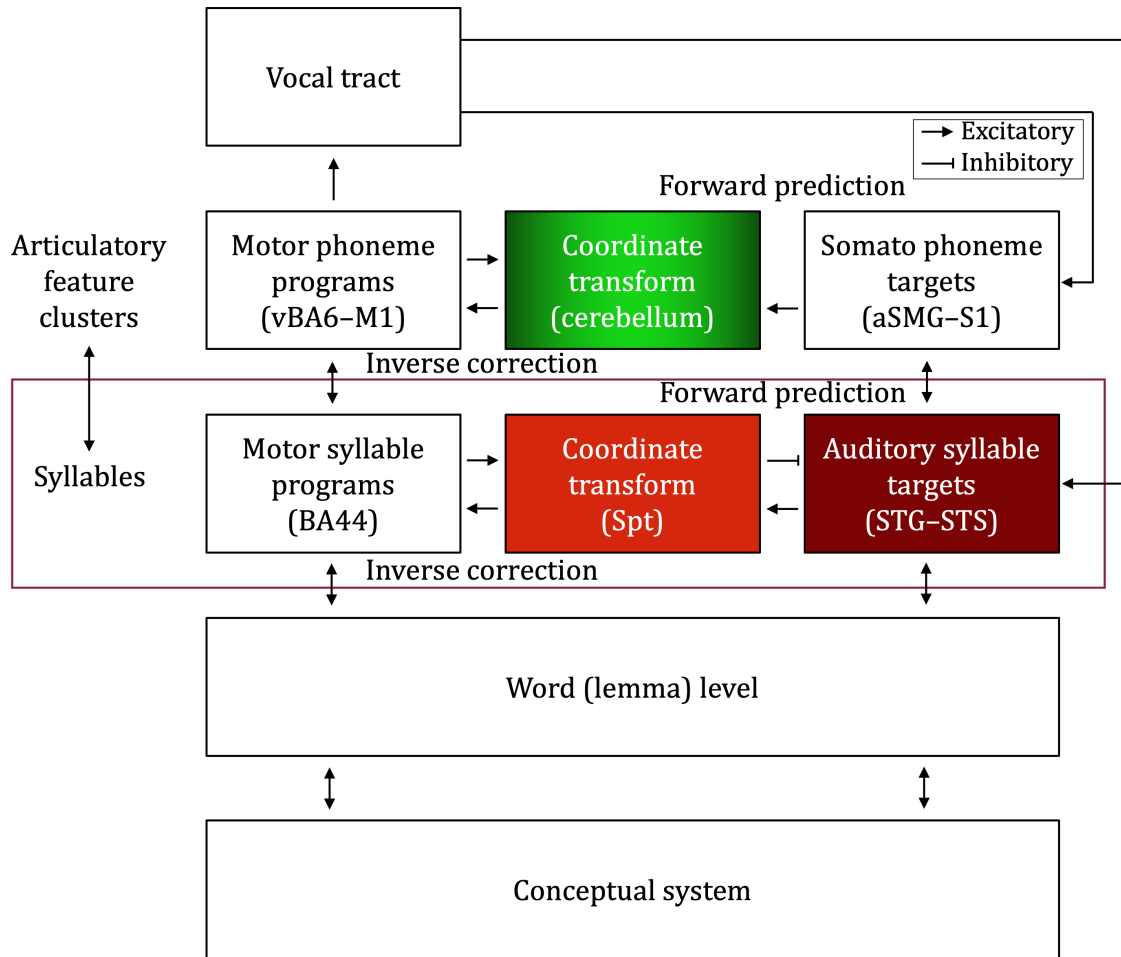 Vocal tract
Excitatory
Inhibitory
Forward prediction
Articulatory
feature
clusters
Motor phoneme
programs
(vBA6–M1)
Coordinate
transform
(cerebellum)
Somato phoneme
targets
(aSMG–S1)
Inverse correction
Forward prediction
Syllables
Motor syllable
programs
(BA44)
Coordinate
transform
(Spt)
Auditory syllable
targets
(STG–STS)
Inverse correction
Word (lemma) level
Conceptual system